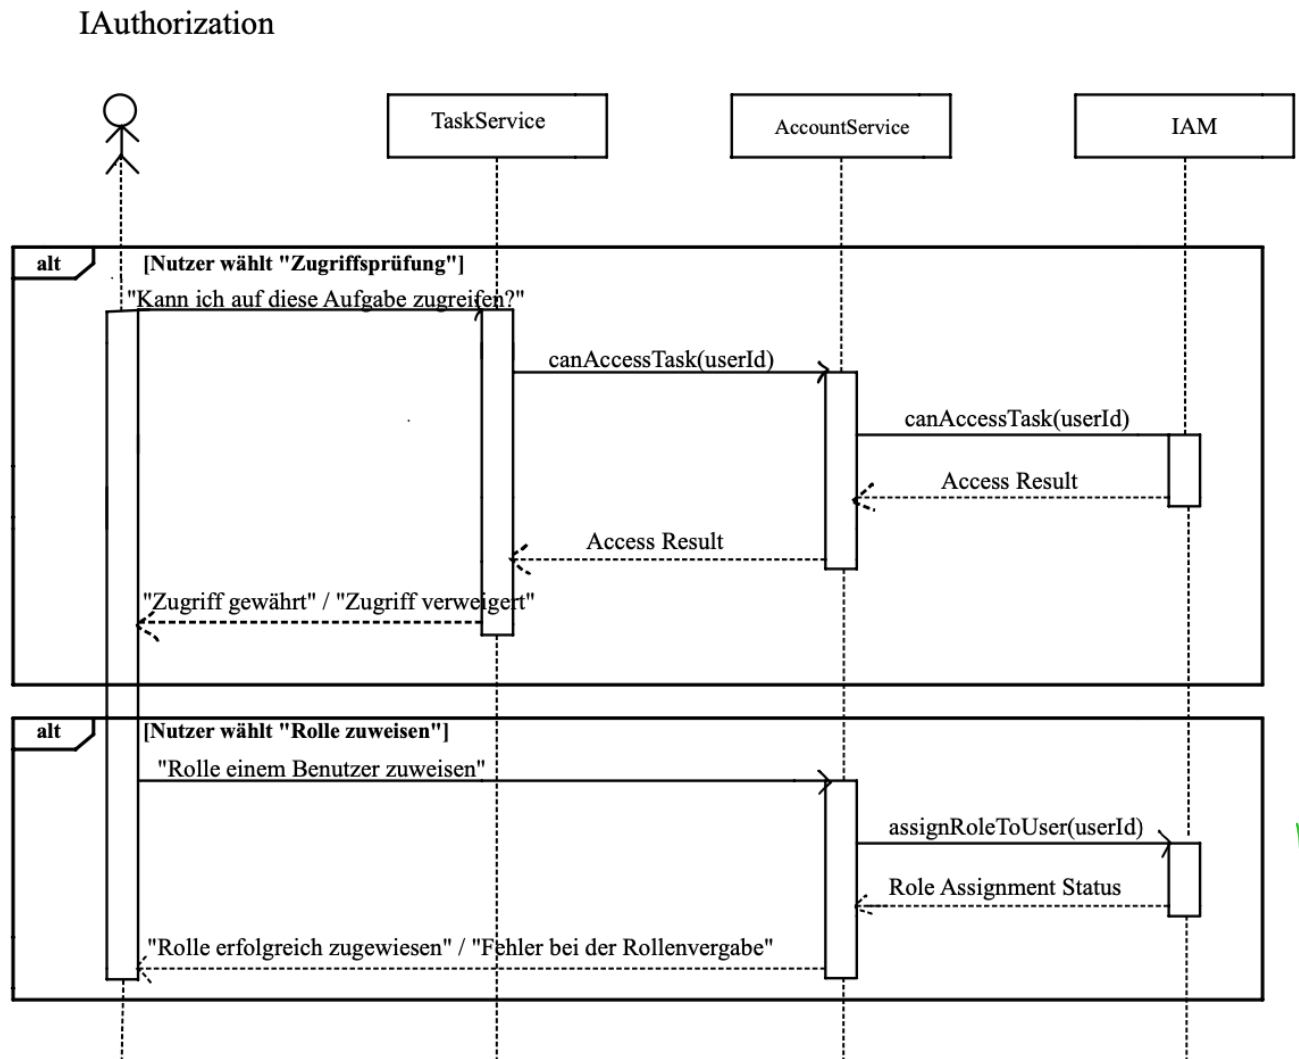 IAuthorization
TaskService
AccountService
IAM
alt
[Nutzer wählt "Zugriffsprüfung"]
"Kann ich auf diese Aufgabe zugreifen?"
canAccessTask(userId)
canAccessTask(userId)
Access Result
Access Result
"Zugriff gewährt" / "Zugriff verweigert"
alt
[Nutzer wählt "Rolle zuweisen"]
"Rolle einem Benutzer zuweisen"
assignRoleToUser(userId)
Role Assignment Status
"Rolle erfolgreich zugewiesen" / "Fehler bei der Rollenvergabe"